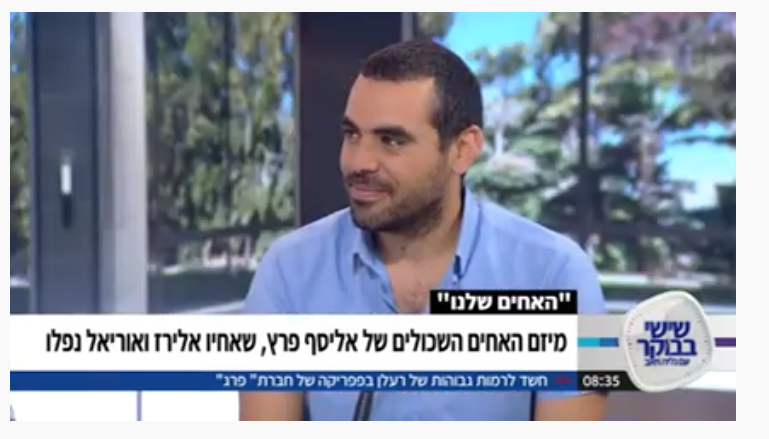 "האחים שלנו"
מיזם האחים השכולים של אליסף פרץ, שאחיו אלירז ואוריאל נפלו
שישי
בבוקר
08:35
חשד לרמות גבוהות של רעלן בפפריקה של חברת "פרג"